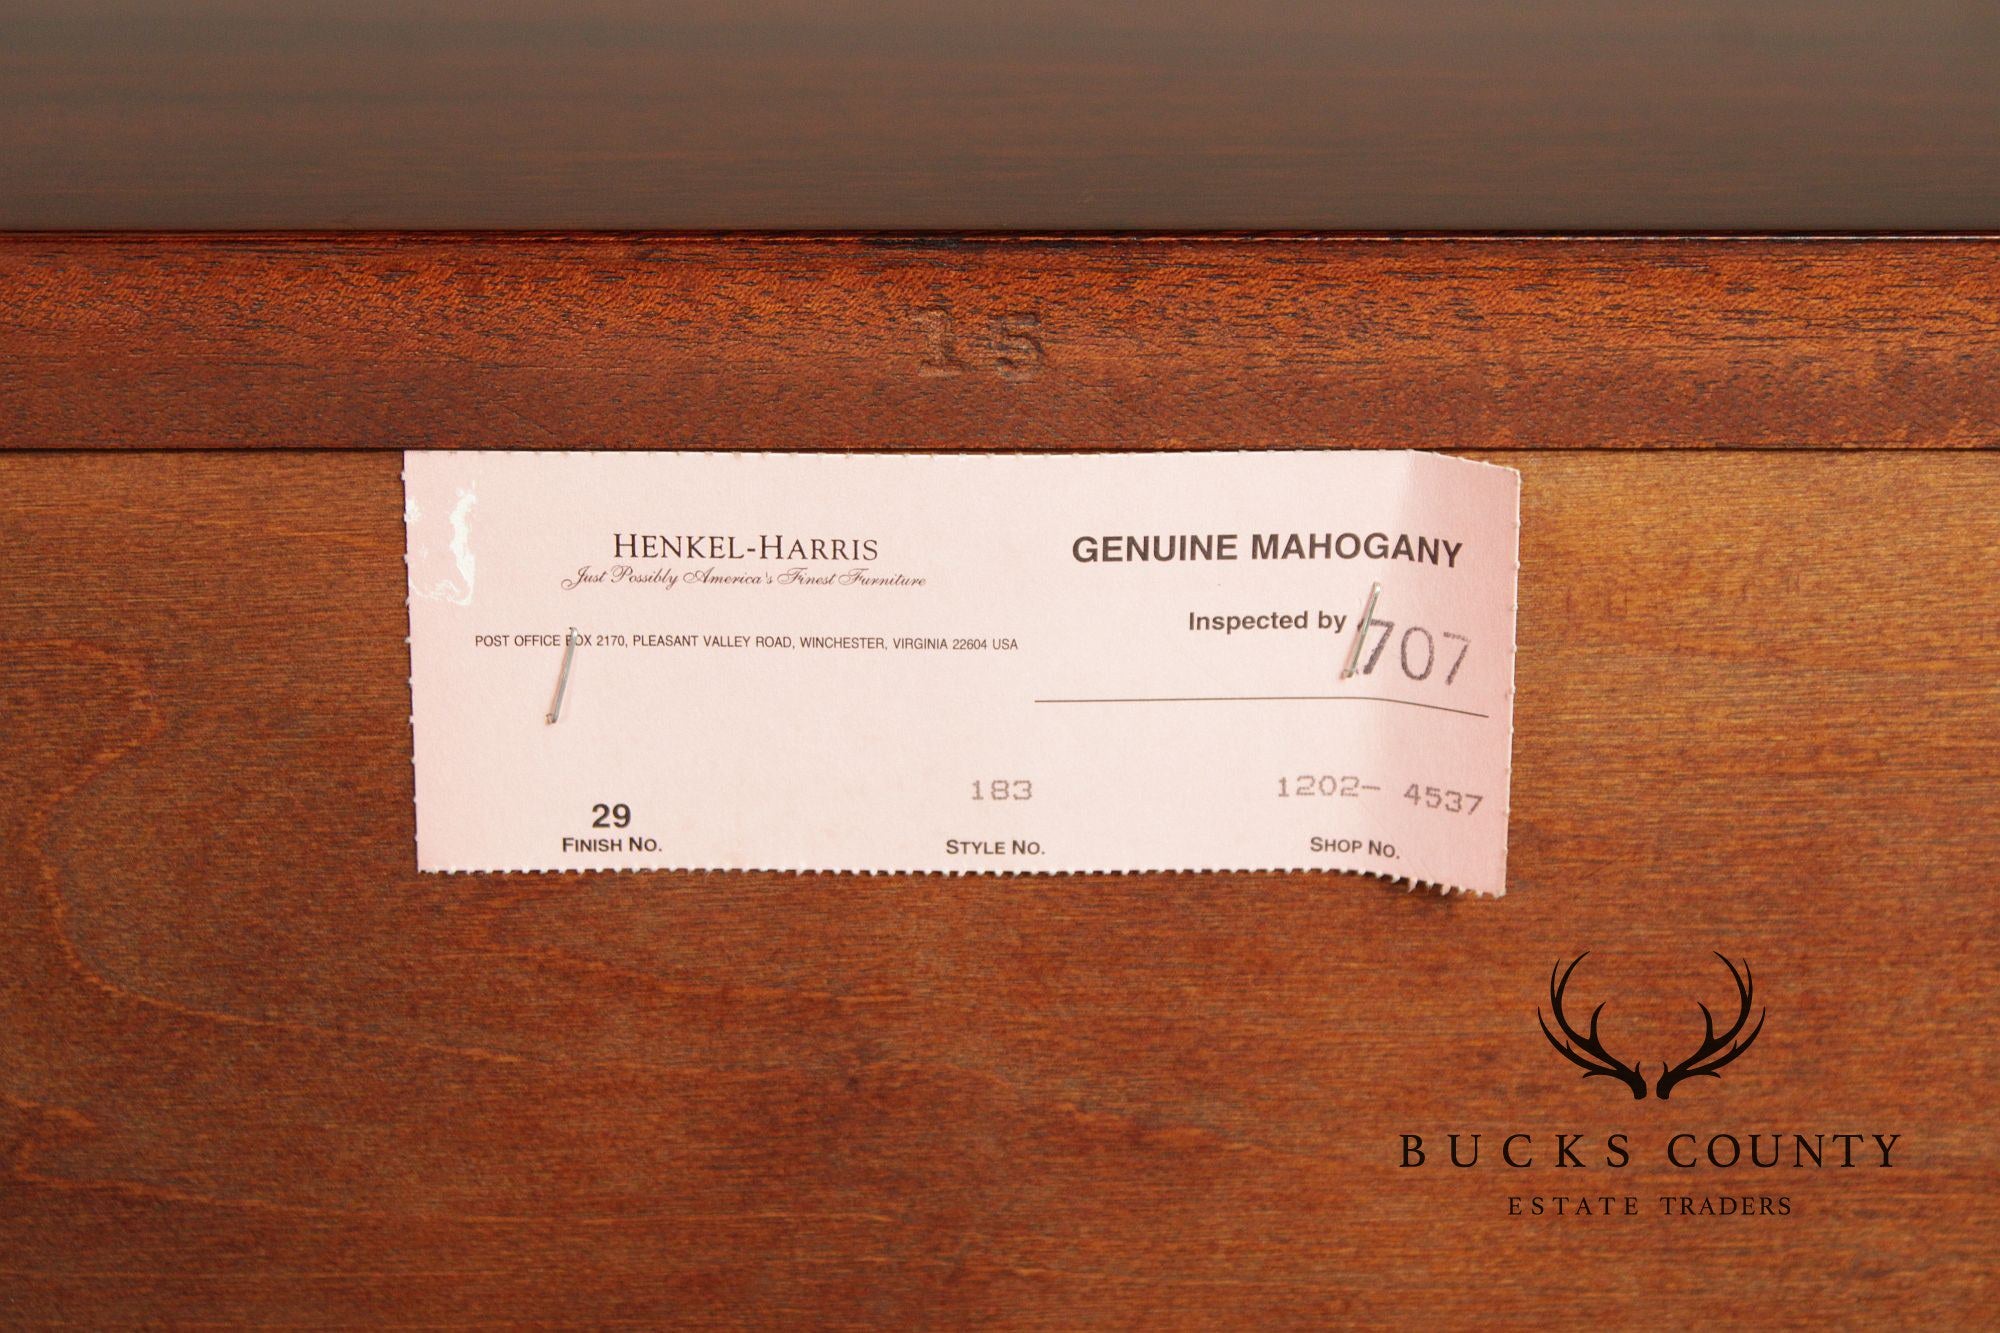 15
HENKEL-HARRIS
Just Possibly America's Finest Furniture
POST OFFICE BOX 2170, PLEASANT VALLEY ROAD, WINCHESTER, VIRGINIA 22604 USA
GENUINE MAHOGANY
Inspected by 707
29
FINISH NO.
183
STYLE NO.
1202- 4537
SHOP NO.
BUCKS COUNTY
ESTATE TRADERS